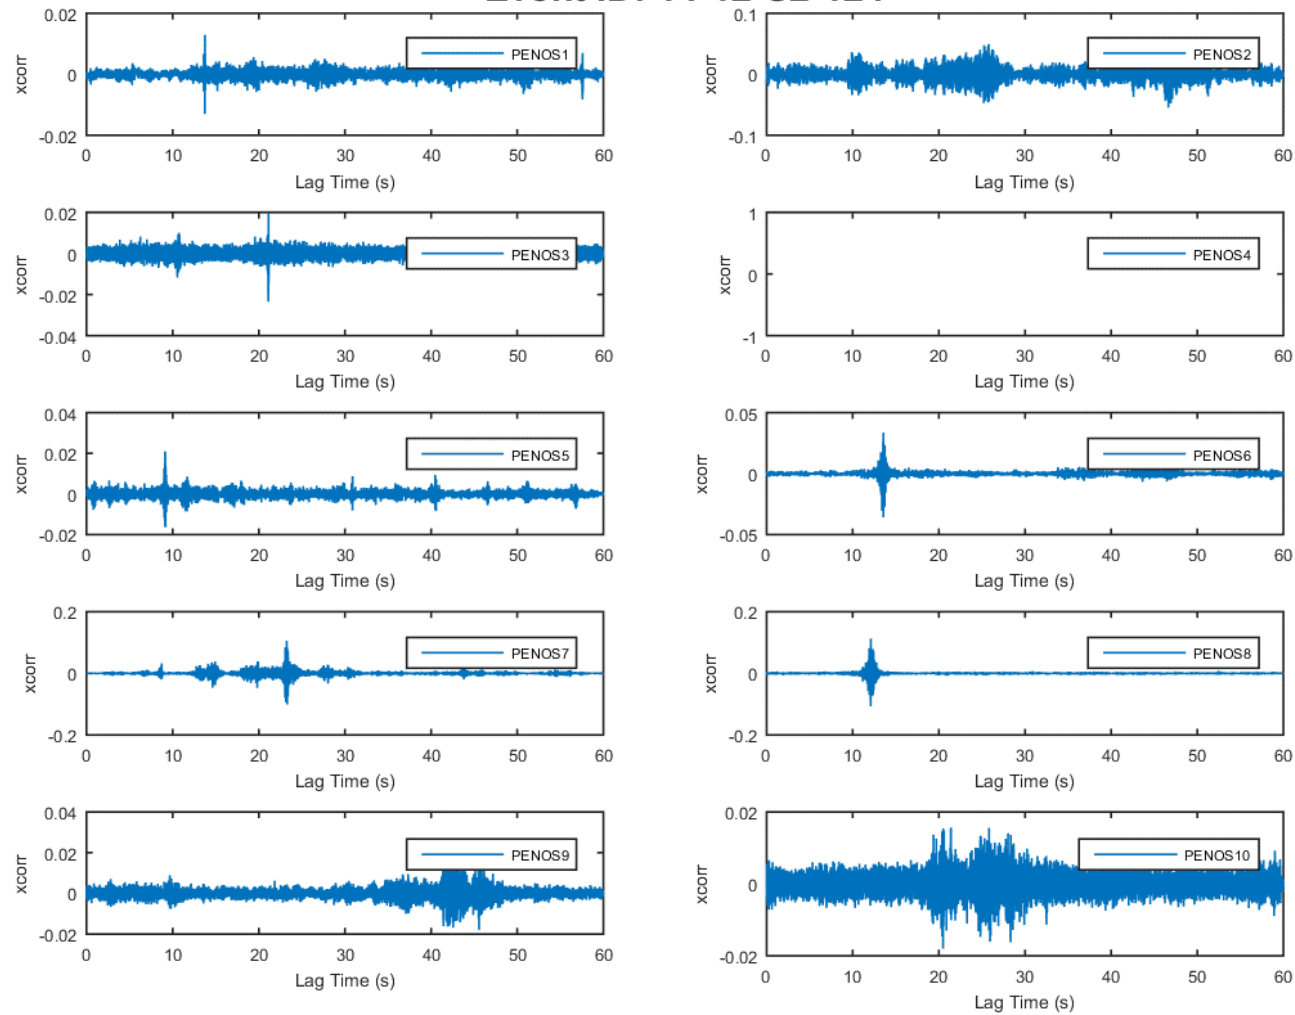 0.02 0.1
xcorr 0 PENOS1 xcorr 0 PENOS2
-0.02 -0.1
0 10 20 30 40 50 60 0 10 20 30 40 50 60
Lag Time (s) Lag Time (s)
0.02 1
xcorr 0 PENOS3 xcorr 0 PENOS4
-0.02
-0.04 -1
0 10 20 30 40 50 60 0 10 20 30 40 50 60
Lag Time (s) Lag Time (s)
0.04 0.05
xcorr 0.02 PENOS5 xcorr 0 PENOS6
0
-0.02 -0.05
0 10 20 30 40 50 60 0 10 20 30 40 50 60
Lag Time (s) Lag Time (s)
0.2 0.2
xcorr 0 PENOS7 xcorr 0 PENOS8
-0.2 -0.2
0 10 20 30 40 50 60 0 10 20 30 40 50 60
Lag Time (s) Lag Time (s)
0.04 0.02
xcorr 0.02 PENOS9 xcorr 0 PENOS10
0
-0.02 -0.02
0 10 20 30 40 50 60 0 10 20 30 40 50 60
Lag Time (s) Lag Time (s)